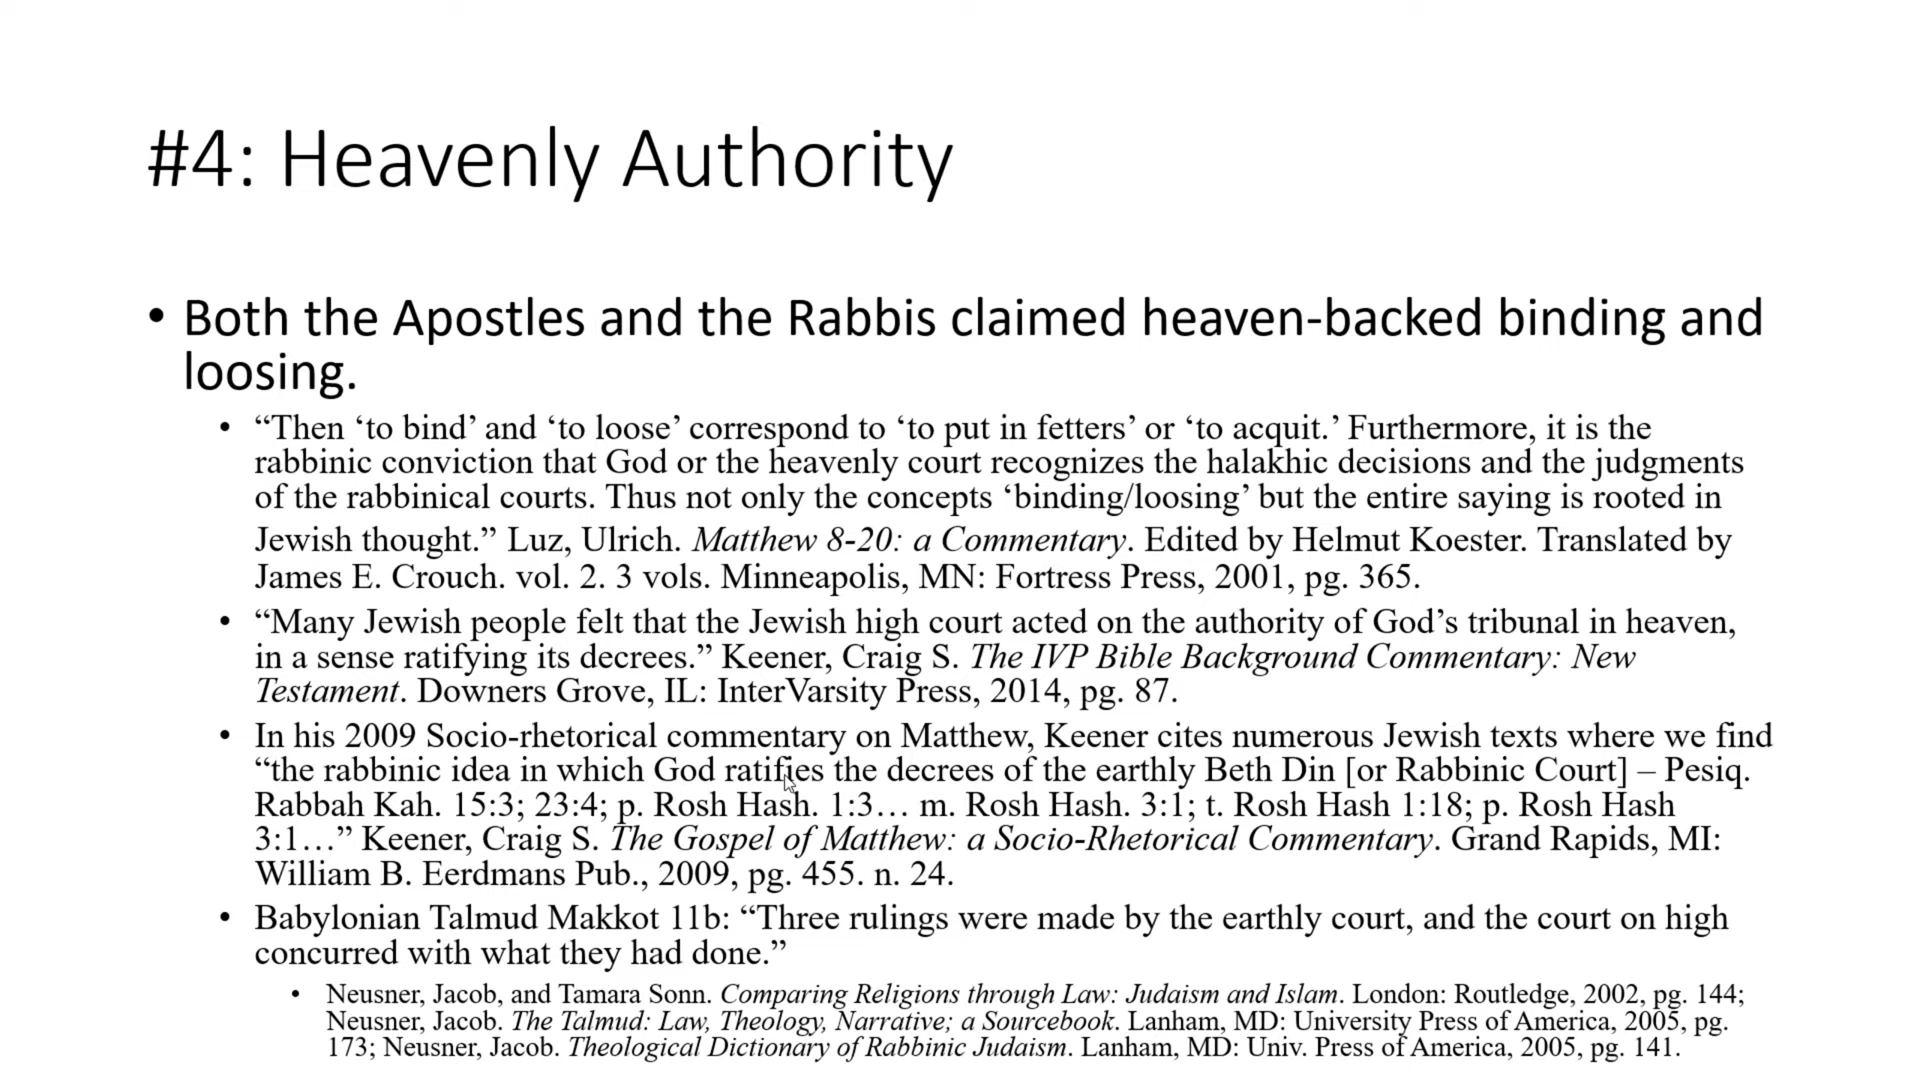 #4: Heavenly Authority
• Both the Apostles and the Rabbis claimed heaven-backed binding and
loosing.
• “Then ‘to bind’ and ‘to loose’ correspond to ‘to put in fetters’ or ‘to acquit.’ Furthermore, it is the
rabbinic conviction that God or the heavenly court recognizes the halakhic decisions and the judgments
of the rabbinical courts. Thus not only the concepts ‘binding/loosing’ but the entire saying is rooted in
Jewish thought.” Luz, Ulrich. Matthew 8-20: a Commentary. Edited by Helmut Koester. Translated by
James E. Crouch. vol. 2. 3 vols. Minneapolis, MN: Fortress Press, 2001, pg. 365.
• “Many Jewish people felt that the Jewish high court acted on the authority of God’s tribunal in heaven,
in a sense ratifying its decrees.” Keener, Craig S. The IVP Bible Background Commentary: New
Testament. Downers Grove, IL: InterVarsity Press, 2014, pg. 87.
• In his 2009 Socio-rhetorical commentary on Matthew, Keener cites numerous Jewish texts where we find
“the rabbinic idea in which God ratifies the decrees of the earthly Beth Din [or Rabbinic Court] – Pesiq.
Rabbah Kah. 15:3; 23:4; p. Rosh Hash. 1:3… m. Rosh Hash. 3:1; t. Rosh Hash 1:18; p. Rosh Hash
3:1…” Keener, Craig S. The Gospel of Matthew: a Socio-Rhetorical Commentary. Grand Rapids, MI:
William B. Eerdmans Pub., 2009, pg. 455. n. 24.
• Babylonian Talmud Makkot 11b: “Three rulings were made by the earthly court, and the court on high
concurred with what they had done.”
• Neusner, Jacob, and Tamara Sonn. Comparing Religions through Law: Judaism and Islam. London: Routledge, 2002, pg. 144;
Neusner, Jacob. The Talmud: Law, Theology, Narrative; a Sourcebook. Lanham, MD: University Press of America, 2005, pg.
173; Neusner, Jacob. Theological Dictionary of Rabbinic Judaism. Lanham, MD: Univ. Press of America, 2005, pg. 141.